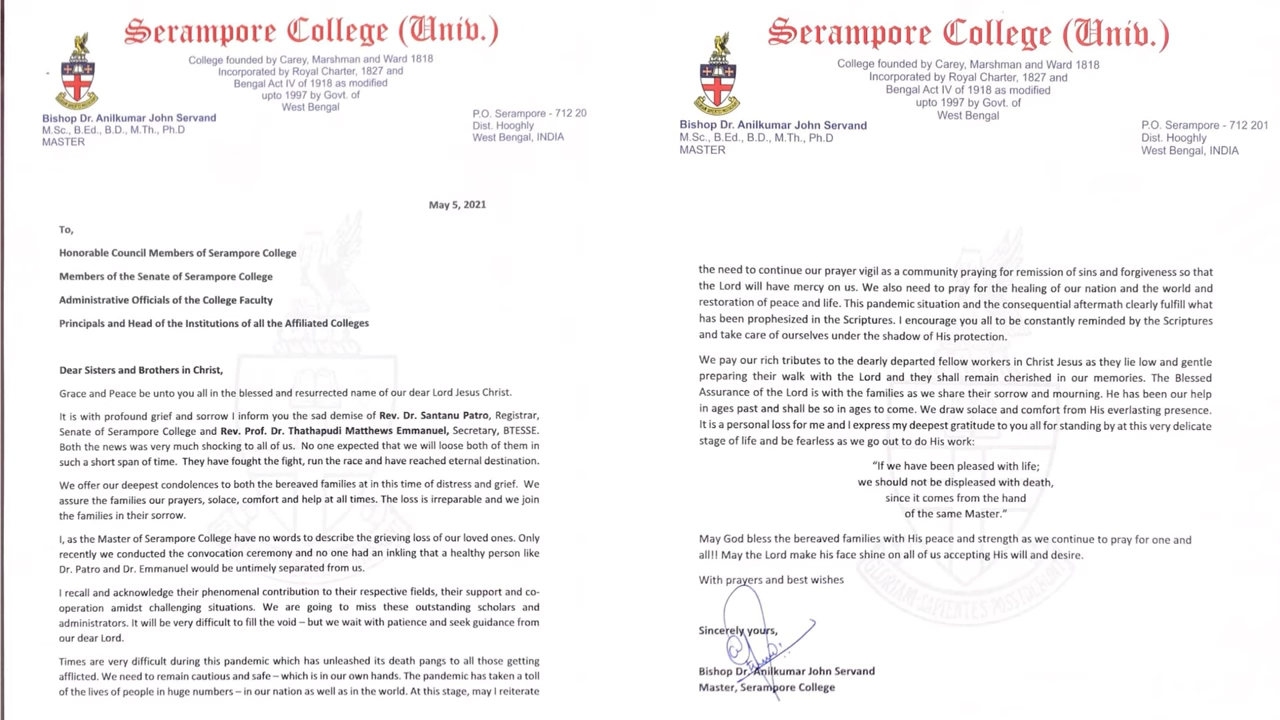 Serampore College (Univ.)
College founded by Carey, Marshman and Ward 1818
Incorporated by Royal Charter, 1827 and
Bengal Act IV of 1918 as modified
upto 1997 by Govt. of
West Bengal
Bishop Dr. Anilkumar John Servand
M.Sc., B.Ed., B.D., M.Th., Ph.D
MASTER
P.O. Serampore - 712 20
Dist. Hooghly
West Bengal, INDIA
May 5, 2021
To,
Honorable Council Members of Serampore College
Members of the Senate of Serampore College
Administrative Officials of the College Faculty
Principals and Head of the Institutions of all the Affiliated Colleges
Dear Sisters and Brothers in Christ,
Grace and Peace be unto you all in the blessed and resurrected name of our dear Lord Jesus Christ.
It is with profound grief and sorrow I inform you the sad demise of Rev. Dr. Santanu Patro, Registrar,
Senate of Serampore College and Rev. Prof. Dr. Thathapudi Matthews Emmanuel, Secretary, BTESSE.
Both the news was very much shocking to all of us. No one expected that we will loose both of them in
such a short span of time. They have fought the fight, run the race and have reached eternal destination.
We offer our deepest condolences to both the bereaved families at in this time of distress and grief. We
assure the families our prayers, solace, comfort and help at all times. The loss is irreparable and we join
the families in their sorrow.
I, as the Master of Serampore College have no words to describe the grieving loss of our loved ones. Only
recently we conducted the convocation ceremony and no one had an inkling that a healthy person like
Dr. Patro and Dr. Emmanuel would be untimely separated from us.
I recall and acknowledge their phenomenal contribution to their respective fields, their support and co-
operation amidst challenging situations. We are going to miss these outstanding scholars and
administrators. It will be very difficult to fill the void – but we wait with patience and seek guidance from
our dear Lord.
Times are very difficult during this pandemic which has unleashed its death pangs to all those getting
afflicted. We need to remain cautious and safe – which is in our own hands. The pandemic has taken a toll
of the lives of people in huge numbers – in our nation as well as in the world. At this stage, may I reiterate
Serampore College (Univ.)
College founded by Carey, Marshman and Ward 1818
Incorporated by Royal Charter, 1827 and
Bengal Act IV of 1918 as modified
upto 1997 by Govt. of
West Bengal
Bishop Dr. Anilkumar John Servand
M.Sc., B.Ed., B.D., M.Th., Ph.D
MASTER
P.O. Serampore - 712 201
Dist. Hooghly
West Bengal, INDIA
the need to continue our prayer vigil as a community praying for remission of sins and forgiveness so that
the Lord will have mercy on us. We also need to pray for the healing of our nation and the world and
restoration of peace and life. This pandemic situation and the consequential aftermath clearly fulfill what
has been prophesized in the Scriptures. I encourage you all to be constantly reminded by the Scriptures
and take care of ourselves under the shadow of His protection.
We pay our rich tributes to the dearly departed fellow workers in Christ Jesus as they lie low and gentle
preparing their walk with the Lord and they shall remain cherished in our memories. The Blessed
Assurance of the Lord is with the families as we share their sorrow and mourning. He has been our help
in ages past and shall be so in ages to come. We draw solace and comfort from His everlasting presence.
It is a personal loss for me and I express my deepest gratitude to you all for standing by at this very delicate
stage of life and be fearless as we go out to do His work:
“If we have been pleased with life;
we should not be displeased with death,
since it comes from the hand
of the same Master.”
May God bless the bereaved families with His peace and strength as we continue to pray for one and
all!! May the Lord make his face shine on all of us accepting His will and desire.
With prayers and best wishes
Sincerely yours,
Bishop Dr. Anilkumar John Servand
Master, Serampore College